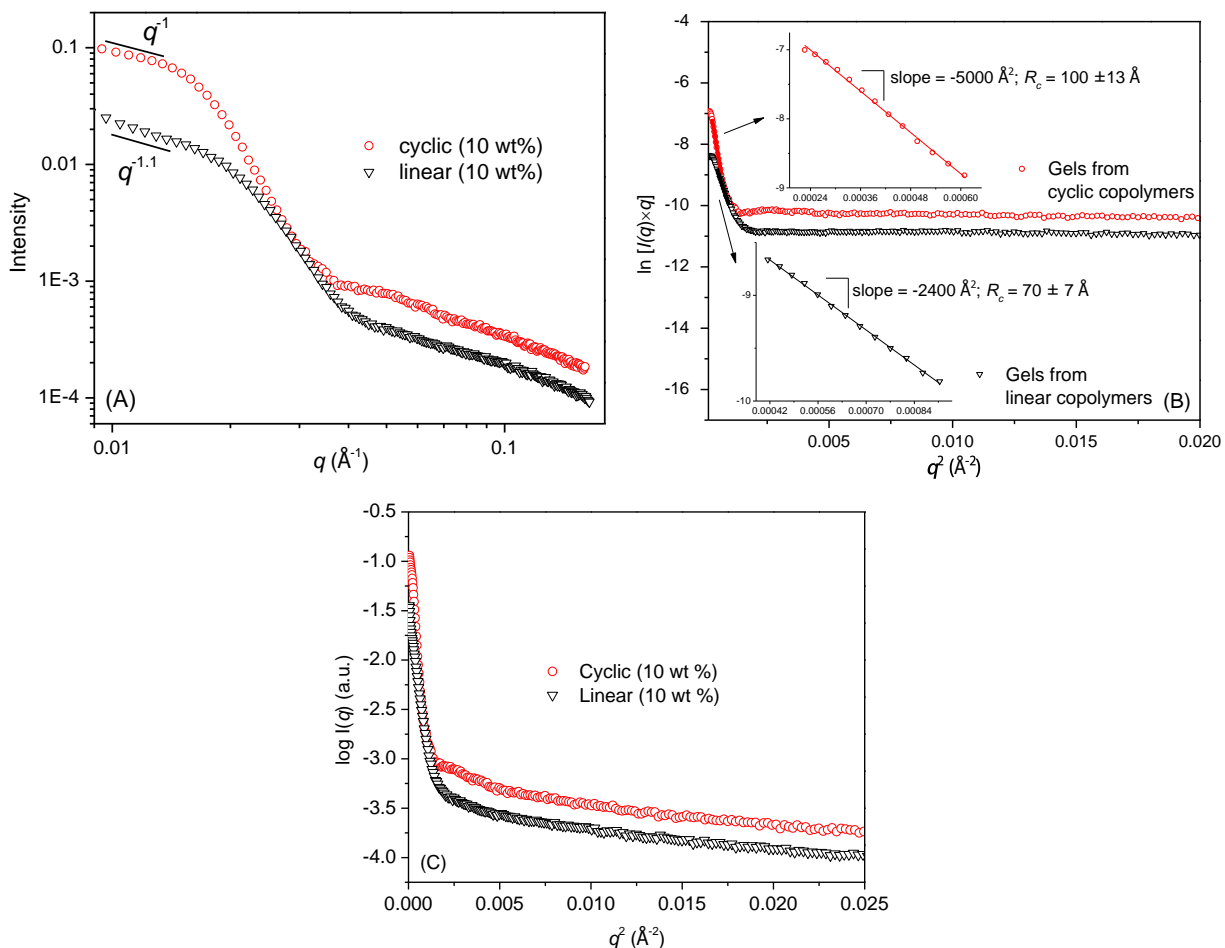 0.1
0.01
1E-3
1E-4
Intensity
q⁻¹
q⁻¹·¹
cyclic (10 wt%)
linear (10 wt%)
(A)
0.01
0.1
q (Å⁻¹)
-4
-6
-8
-10
-12
-14
-16
ln [I(q)×q]
-7
-8
-9
0.00024 0.00036 0.00048 0.00060
slope = -5000 Å²; R_c = 100 ±13 Å
Gels from
cyclic copolymers
-9
-10
0.00042 0.00056 0.00070 0.00084
slope = -2400 Å²; R_c = 70 ± 7 Å
Gels from
linear copolymers
(B)
0.005 0.010 0.015 0.020
q² (Å⁻²)
-0.5
-1.0
-1.5
-2.0
-2.5
-3.0
-3.5
-4.0
log I(q) (a.u.)
Cyclic (10 wt %)
Linear (10 wt %)
(C)
0.000 0.005 0.010 0.015 0.020 0.025
q² (Å⁻²)